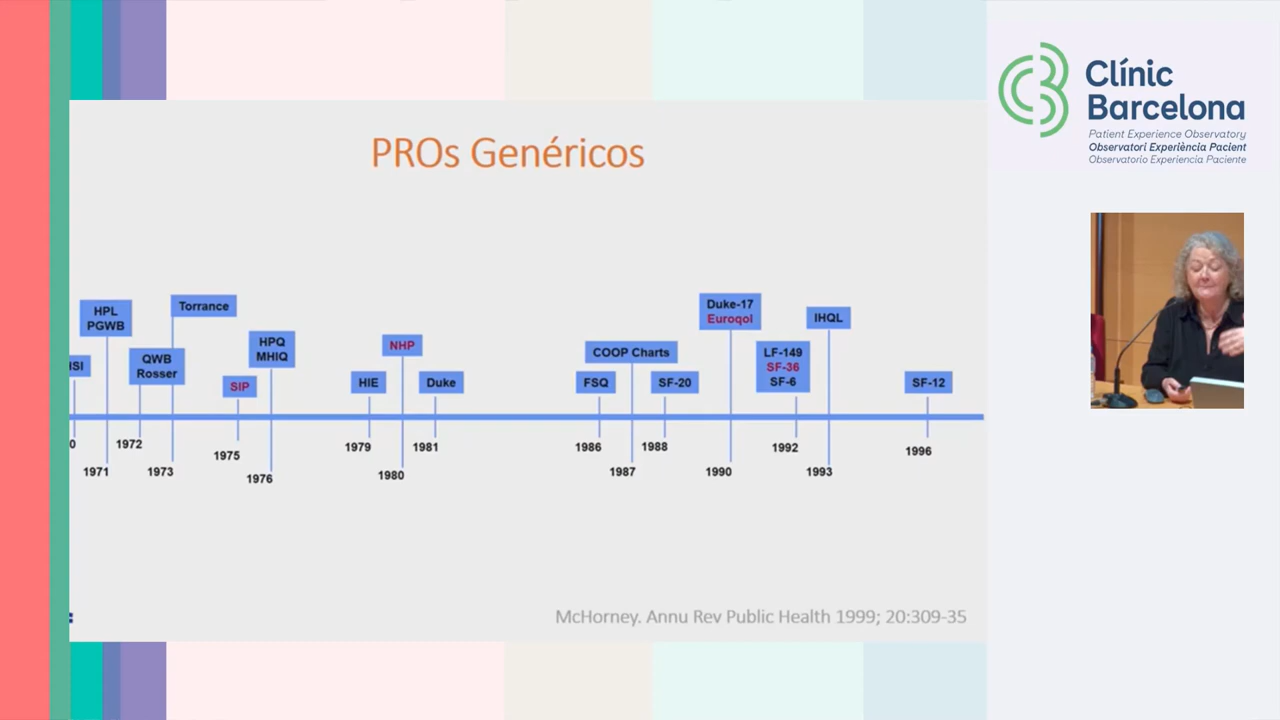 PROs Genéricos
HPL
PGWB
Torrance
QWB
Rosser
SIP
HPQ
MHIQ
HIE
NHP
Duke
FSQ
COOP Charts
SF-20
Duke-17
Euroqol
LF-149
SF-36
SF-6
IHQL
SF-12
1971
1972
1973
1975
1976
1979
1980
1981
1986
1987
1988
1990
1992
1993
1996
McHorney. Annu Rev Public Health 1999; 20:309-35
Clínic
Barcelona
Patient Experience Observatory
Observatori Experiència Pacient
Observatorio Experiencia Paciente